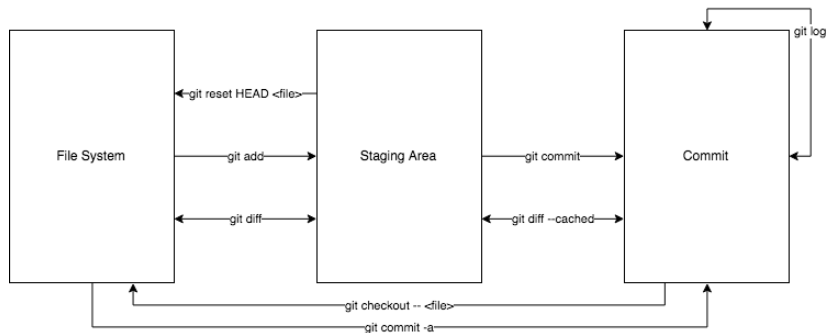 git log
git reset HEAD <file>
File System
git add
Staging Area
git commit
Commit
git diff
git diff --cached
git checkout -- <file>
git commit -a